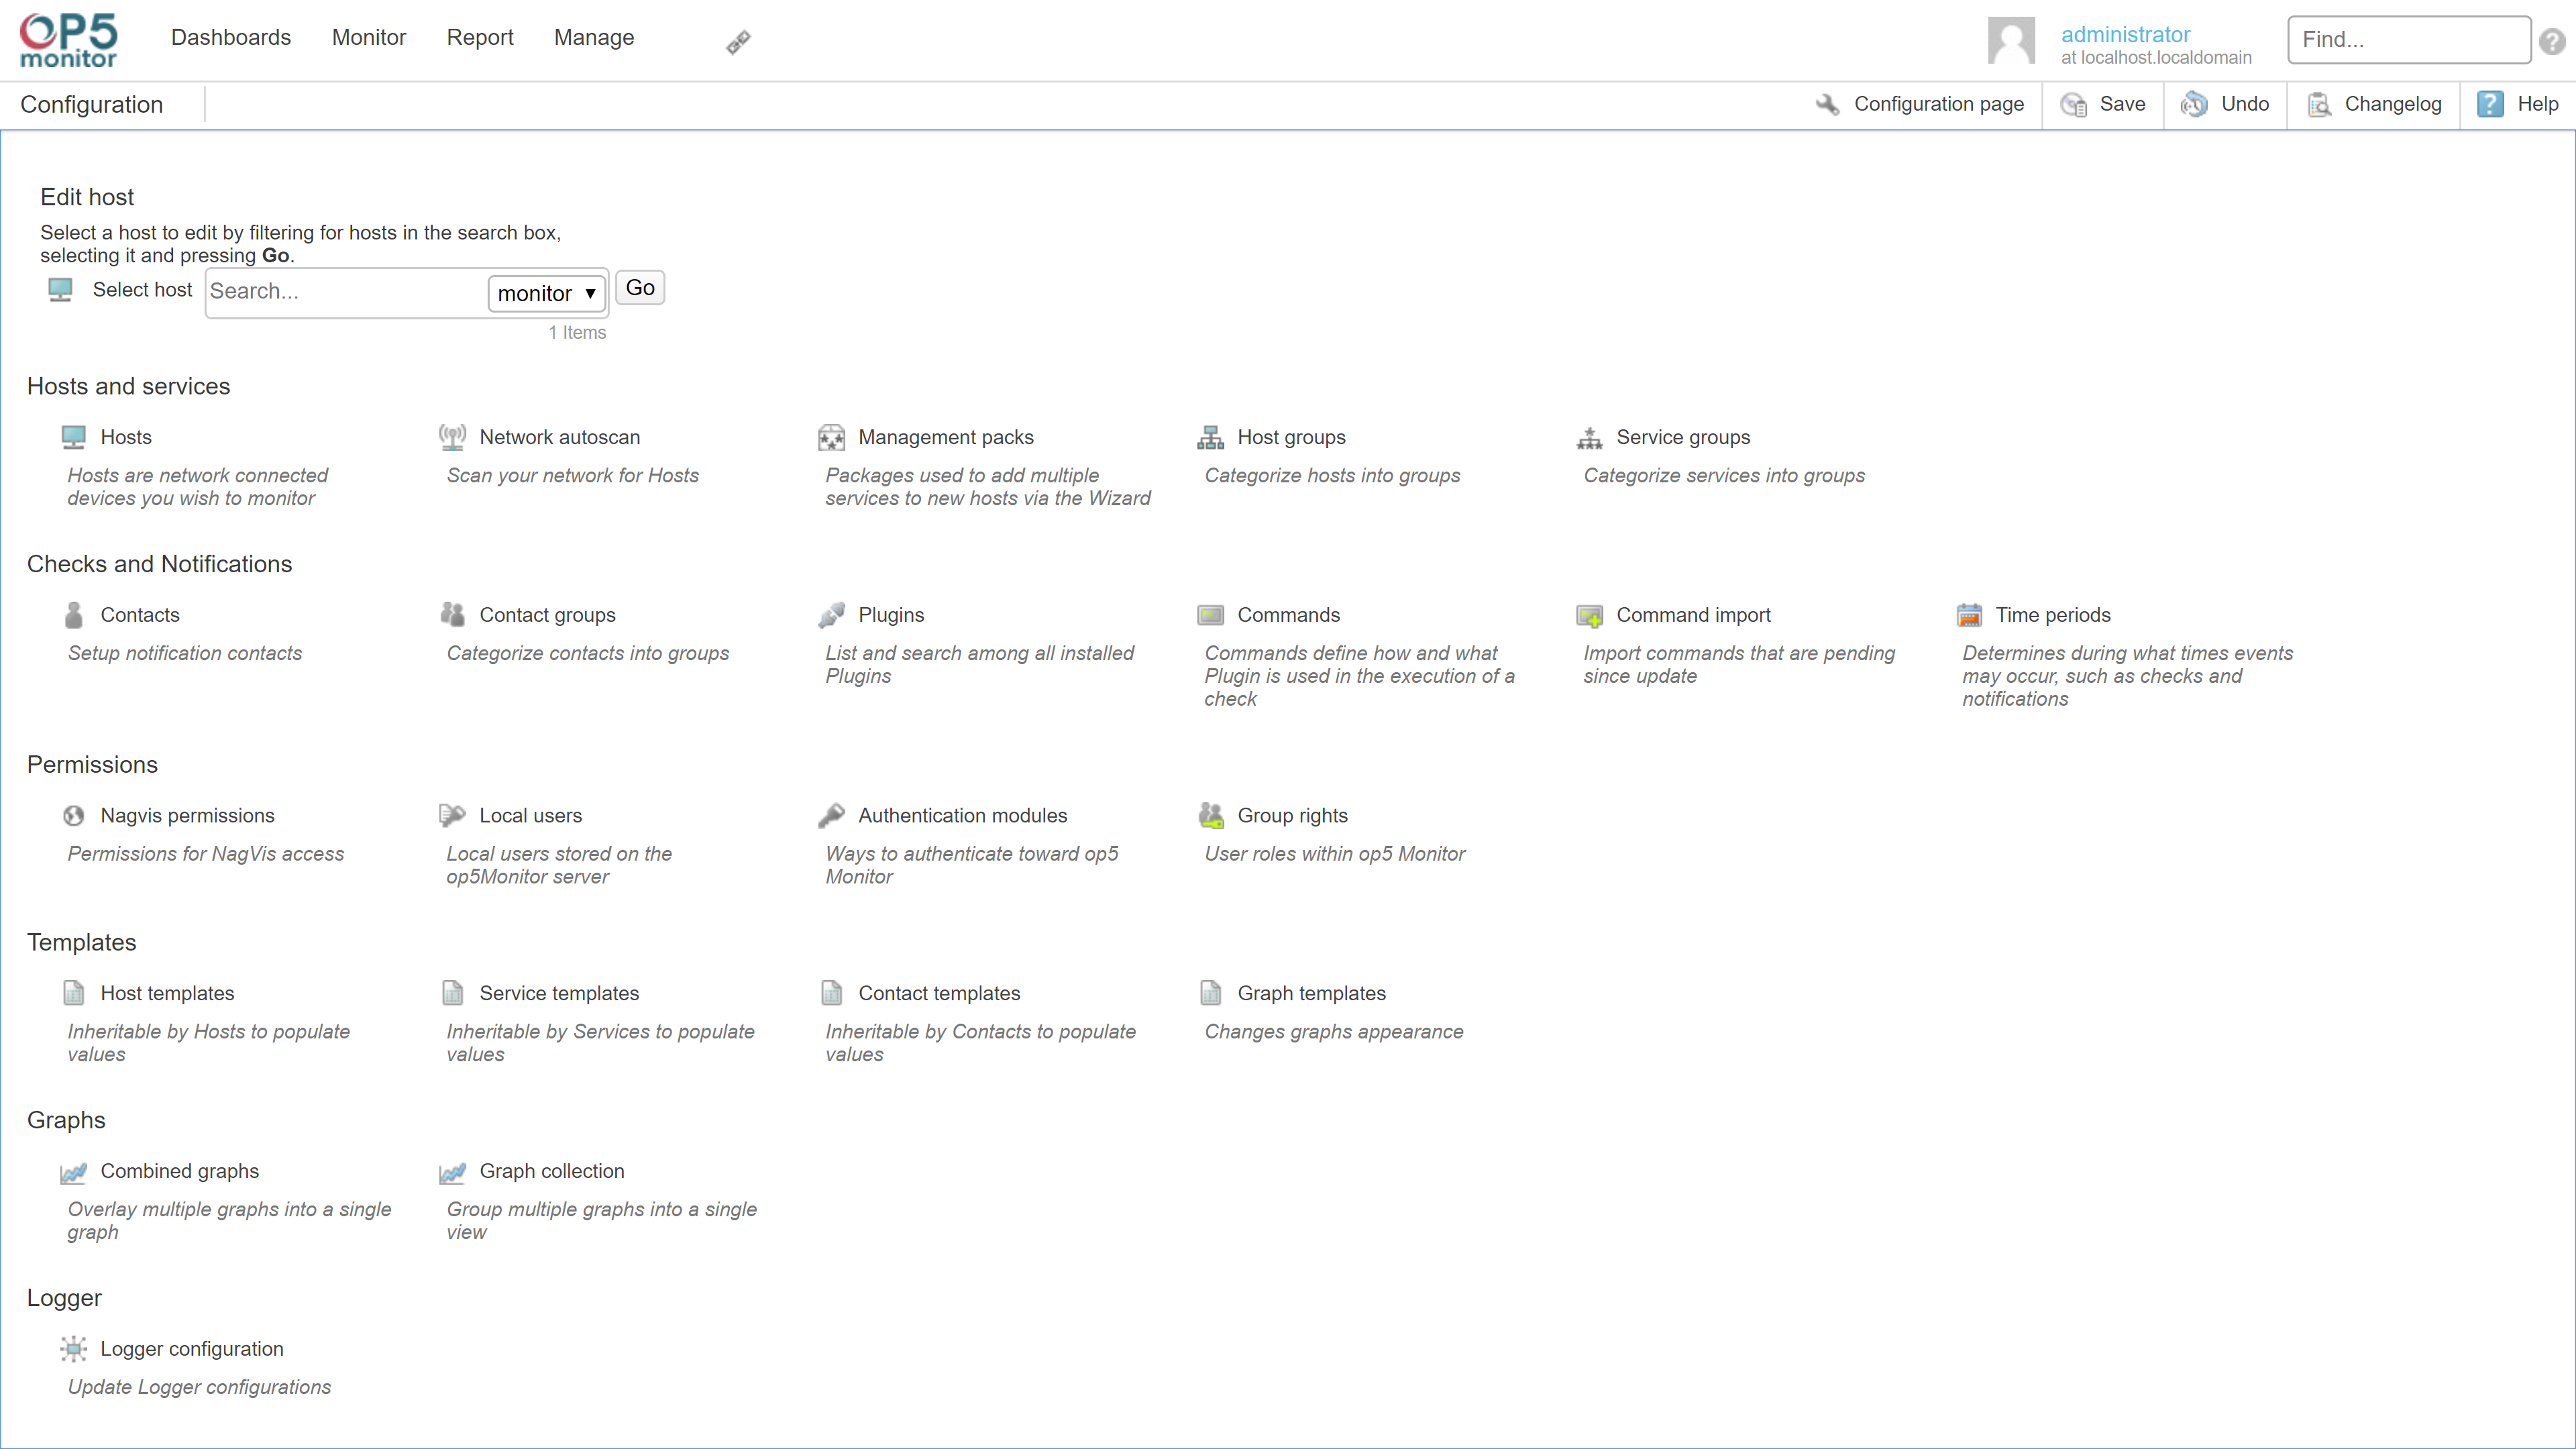 OP5 monitor
Dashboards Monitor Report Manage
administrator
at localhost.localdomain
Find...
?
Configuration
Configuration page Save Undo Changelog ? Help
Edit host
Select a host to edit by filtering for hosts in the search box,
selecting it and pressing Go.
Select host Search... monitor ▼ Go
1 Items
Hosts and services
Hosts
Hosts are network connected
devices you wish to monitor
Network autoscan
Scan your network for Hosts
Management packs
Packages used to add multiple
services to new hosts via the Wizard
Host groups
Categorize hosts into groups
Service groups
Categorize services into groups
Checks and Notifications
Contacts
Setup notification contacts
Contact groups
Categorize contacts into groups
Plugins
List and search among all installed
Plugins
Commands
Commands define how and what
Plugin is used in the execution of a
check
Command import
Import commands that are pending
since update
Time periods
Determines during what times events
may occur, such as checks and
notifications
Permissions
Nagvis permissions
Permissions for NagVis access
Local users
Local users stored on the
op5Monitor server
Authentication modules
Ways to authenticate toward op5
Monitor
Group rights
User roles within op5 Monitor
Templates
Host templates
Inheritable by Hosts to populate
values
Service templates
Inheritable by Services to populate
values
Contact templates
Inheritable by Contacts to populate
values
Graph templates
Changes graphs appearance
Graphs
Combined graphs
Overlay multiple graphs into a single
graph
Graph collection
Group multiple graphs into a single
view
Logger
Logger configuration
Update Logger configurations